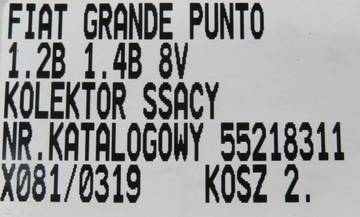 FIAT GRANDE PUNTO
1.2B 1.4B 8V
KOLEKTOR SSACY
NR.KATALOGOWY 55218311
X081/0319 KOSZ 2.